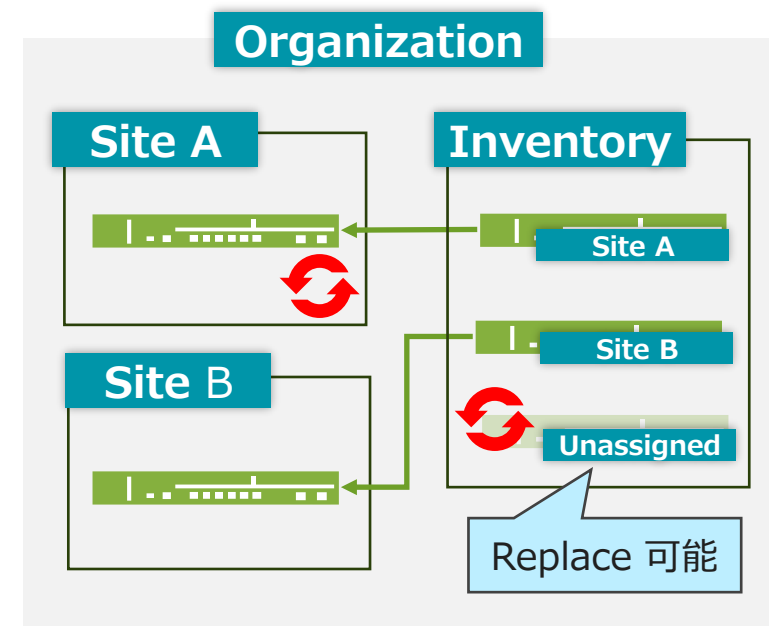 Organization
Site A
Inventory
Site A
Site B
Site B
Unassigned
Replace 可能